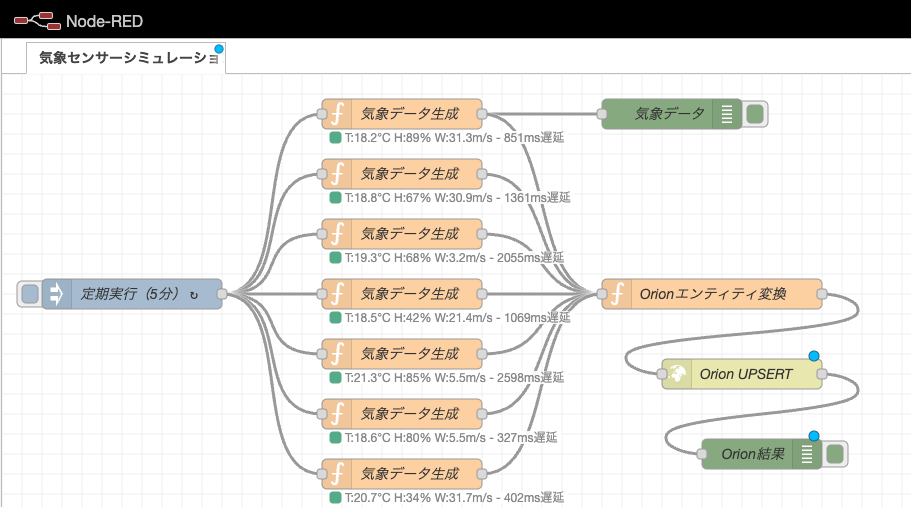 Node-RED
気象センサーシミュレーシ
気象データ生成
T:18.2°C H:89% W:31.3m/s - 851ms遅延
気象データ
気象データ生成
T:18.8°C H:67% W:30.9m/s - 1361ms遅延
気象データ生成
T:19.3°C H:68% W:3.2m/s - 2055ms遅延
定期実行（5分）↻
気象データ生成
T:18.5°C H:42% W:21.4m/s - 1069ms遅延
Orionエンティティ変換
気象データ生成
T:21.3°C H:85% W:5.5m/s - 2598ms遅延
Orion UPSERT
気象データ生成
T:18.6°C H:80% W:5.5m/s - 327ms遅延
Orion結果
気象データ生成
T:20.7°C H:34% W:31.7m/s - 402ms遅延